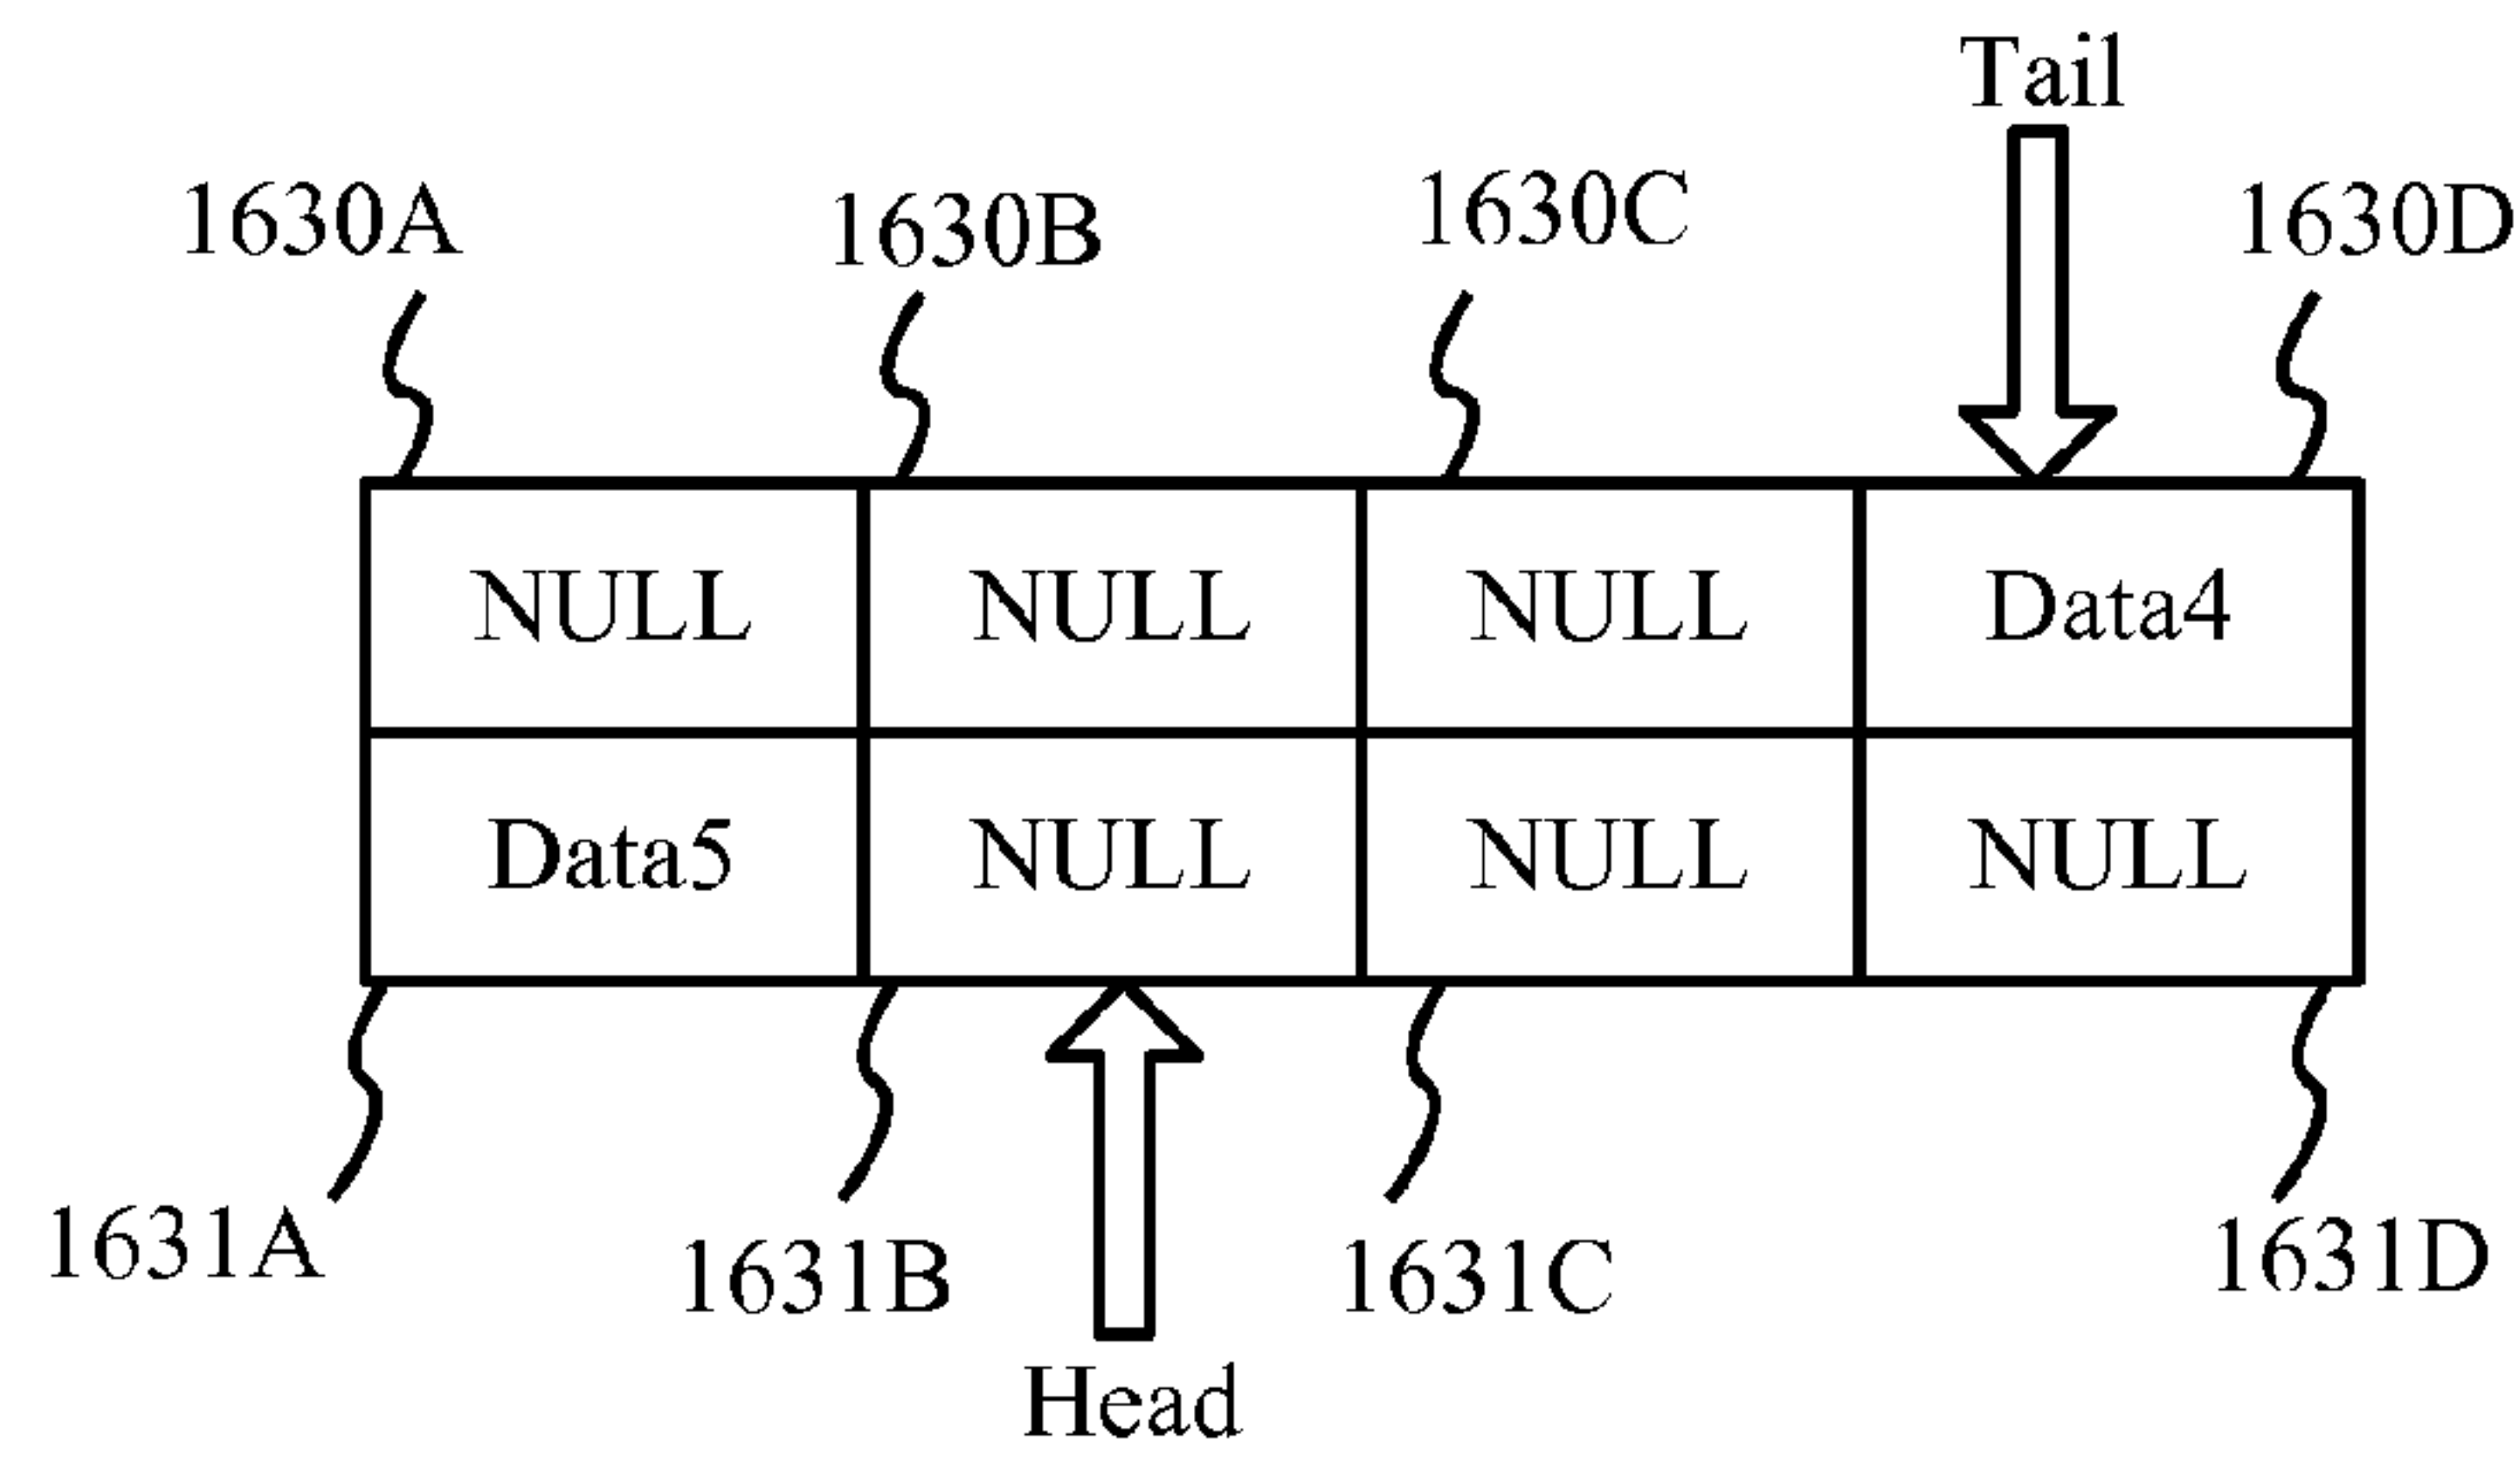 Tail
1630A 1630B 1630C 1630D
NULL NULL NULL Data4
Data5 NULL NULL NULL
1631A 1631B 1631C 1631D
Head